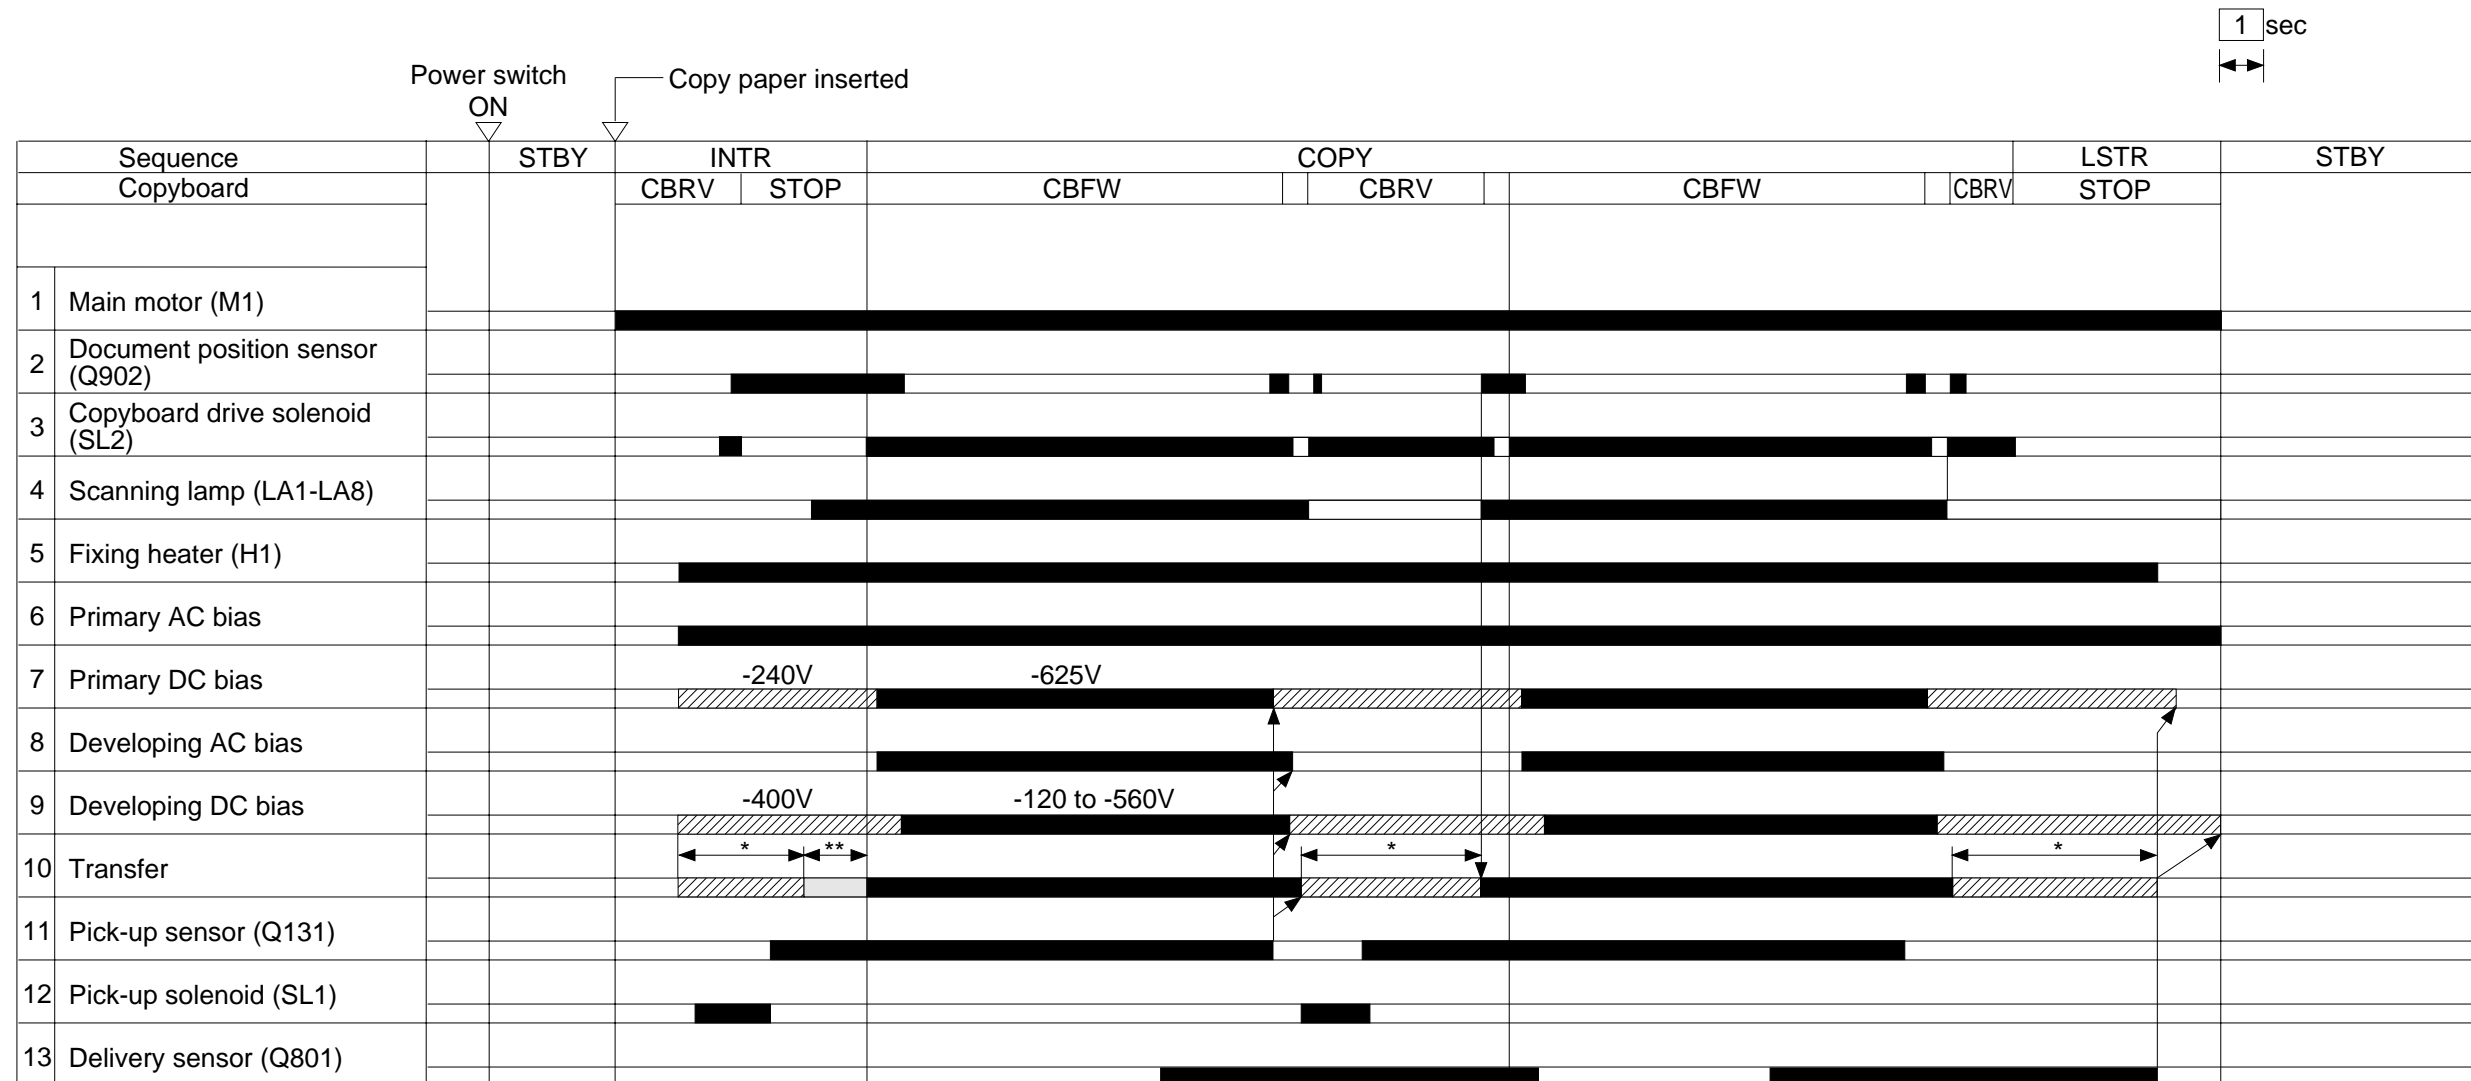 1 sec
Power switch
ON
Copy paper inserted
Sequence STBY INTR COPY LSTR STBY
Copyboard CBRV STOP CBFW CBRV CBFW CBRV STOP
1 Main motor (M1)
2 Document position sensor
(Q902)
3 Copyboard drive solenoid
(SL2)
4 Scanning lamp (LA1-LA8)
5 Fixing heater (H1)
6 Primary AC bias
7 Primary DC bias -240V -625V
8 Developing AC bias
9 Developing DC bias -400V -120 to -560V
* ** * *
10 Transfer
11 Pick-up sensor (Q131)
12 Pick-up solenoid (SL1)
13 Delivery sensor (Q801)